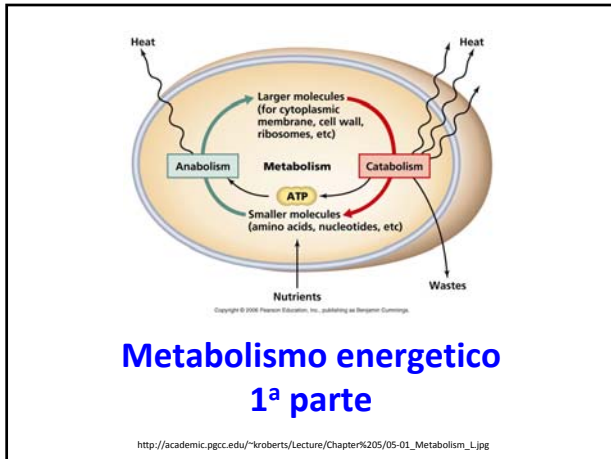 Heat
Heat
Larger molecules
(for cytoplasmic
membrane, cell wall,
ribosomes, etc)
Anabolism
Metabolism
Catabolism
ATP
Smaller molecules
(amino acids, nucleotides, etc)
Nutrients
Wastes
Copyright © 2006 Pearson Education, Inc., publishing as Benjamin Cummings.
Metabolismo energetico
1ª parte
http://academic.pgcc.edu/~kroberts/Lecture/Chapter%205/05-01_Metabolism_L.jpg